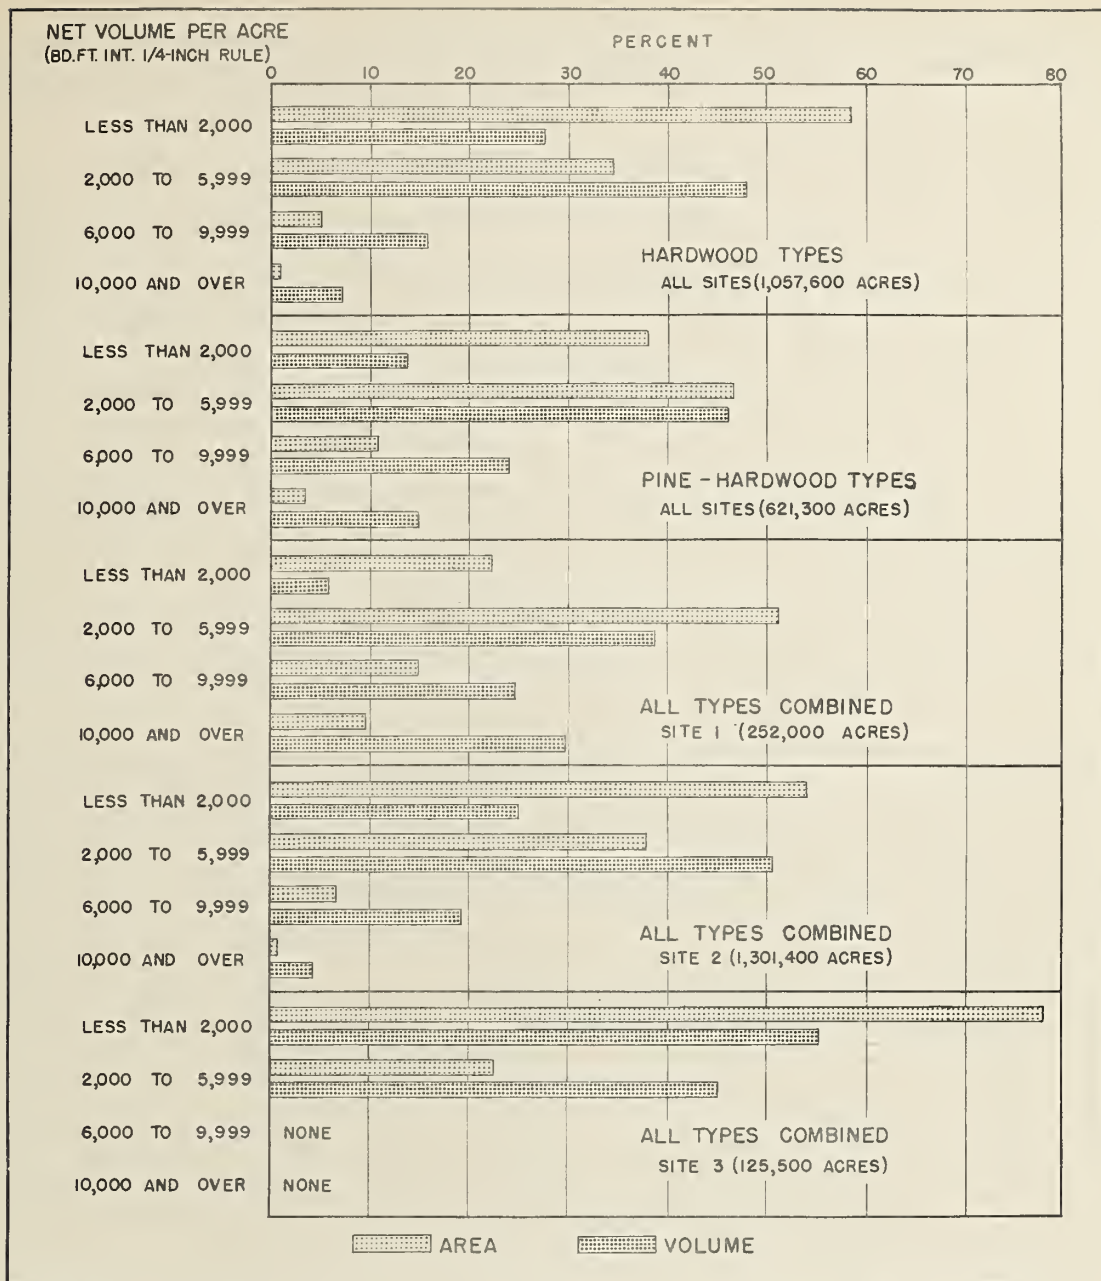 NET VOLUME PER ACRE
(BD.FT. INT. 1/4-INCH RULE)
PERCENT
0 10 20 30 40 50 60 70 80
LESS THAN 2,000
2,000 TO 5,999
6,000 TO 9,999
10,000 AND OVER
HARDWOOD TYPES
ALL SITES (1,057,600 ACRES)
LESS THAN 2,000
2,000 TO 5,999
6,000 TO 9,999
10,000 AND OVER
PINE-HARDWOOD TYPES
ALL SITES (621,300 ACRES)
LESS THAN 2,000
2,000 TO 5,999
6,000 TO 9,999
10,000 AND OVER
ALL TYPES COMBINED
SITE 1 (252,000 ACRES)
LESS THAN 2,000
2,000 TO 5,999
6,000 TO 9,999
10,000 AND OVER
ALL TYPES COMBINED
SITE 2 (1,301,400 ACRES)
LESS THAN 2,000
2,000 TO 5,999
6,000 TO 9,999 NONE
10,000 AND OVER NONE
ALL TYPES COMBINED
SITE 3 (125,500 ACRES)
AREA VOLUME